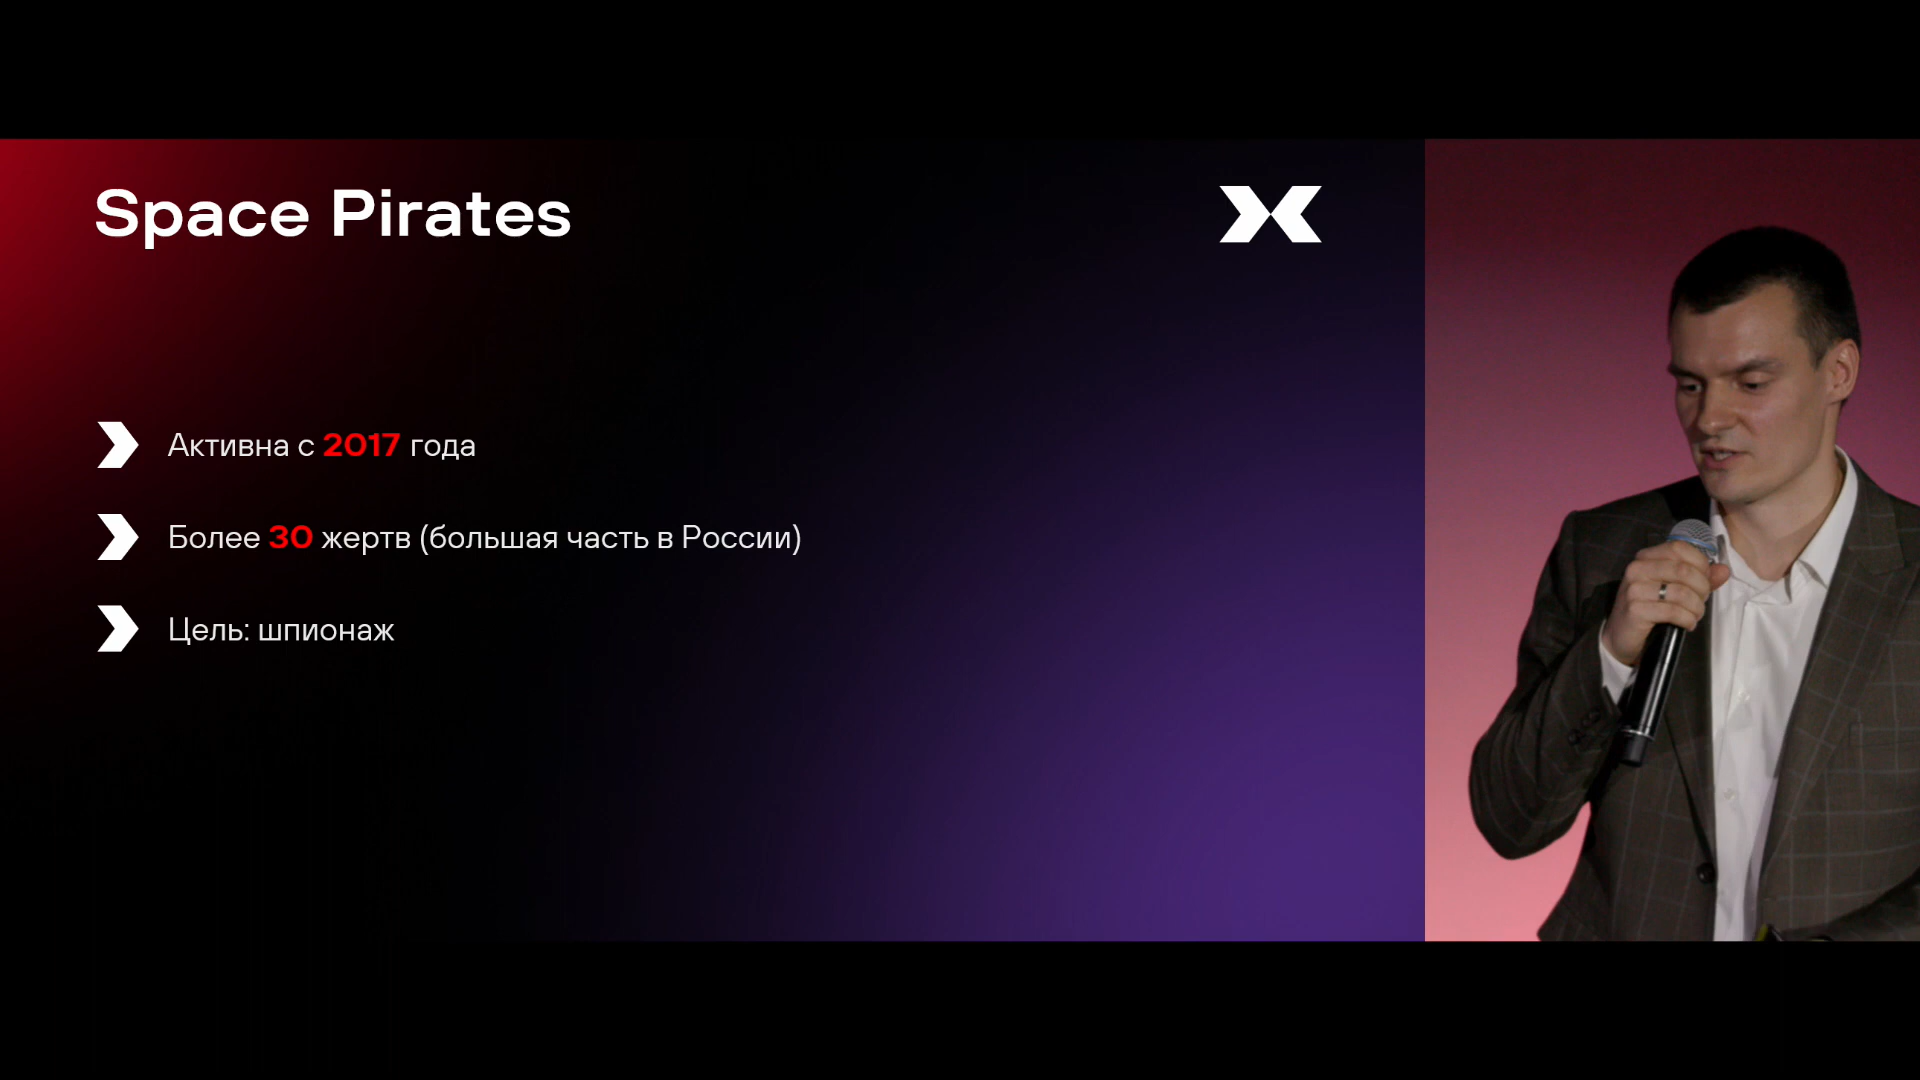 Space Pirates
Активна с 2017 года
Более 30 жертв (большая часть в России)
Цель: шпионаж